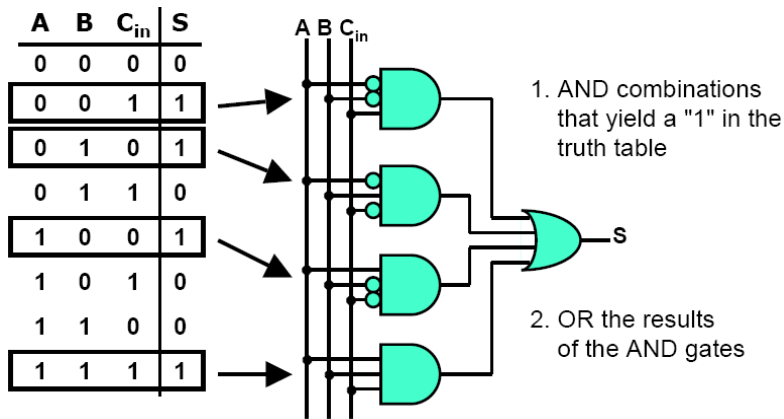 A B Cin S
0 0 0 0
0 0 1 1
0 1 0 1
0 1 1 0
1 0 0 1
1 0 1 0
1 1 0 0
1 1 1 1
A B Cin
S
1. AND combinations
that yield a "1" in the
truth table
2. OR the results
of the AND gates